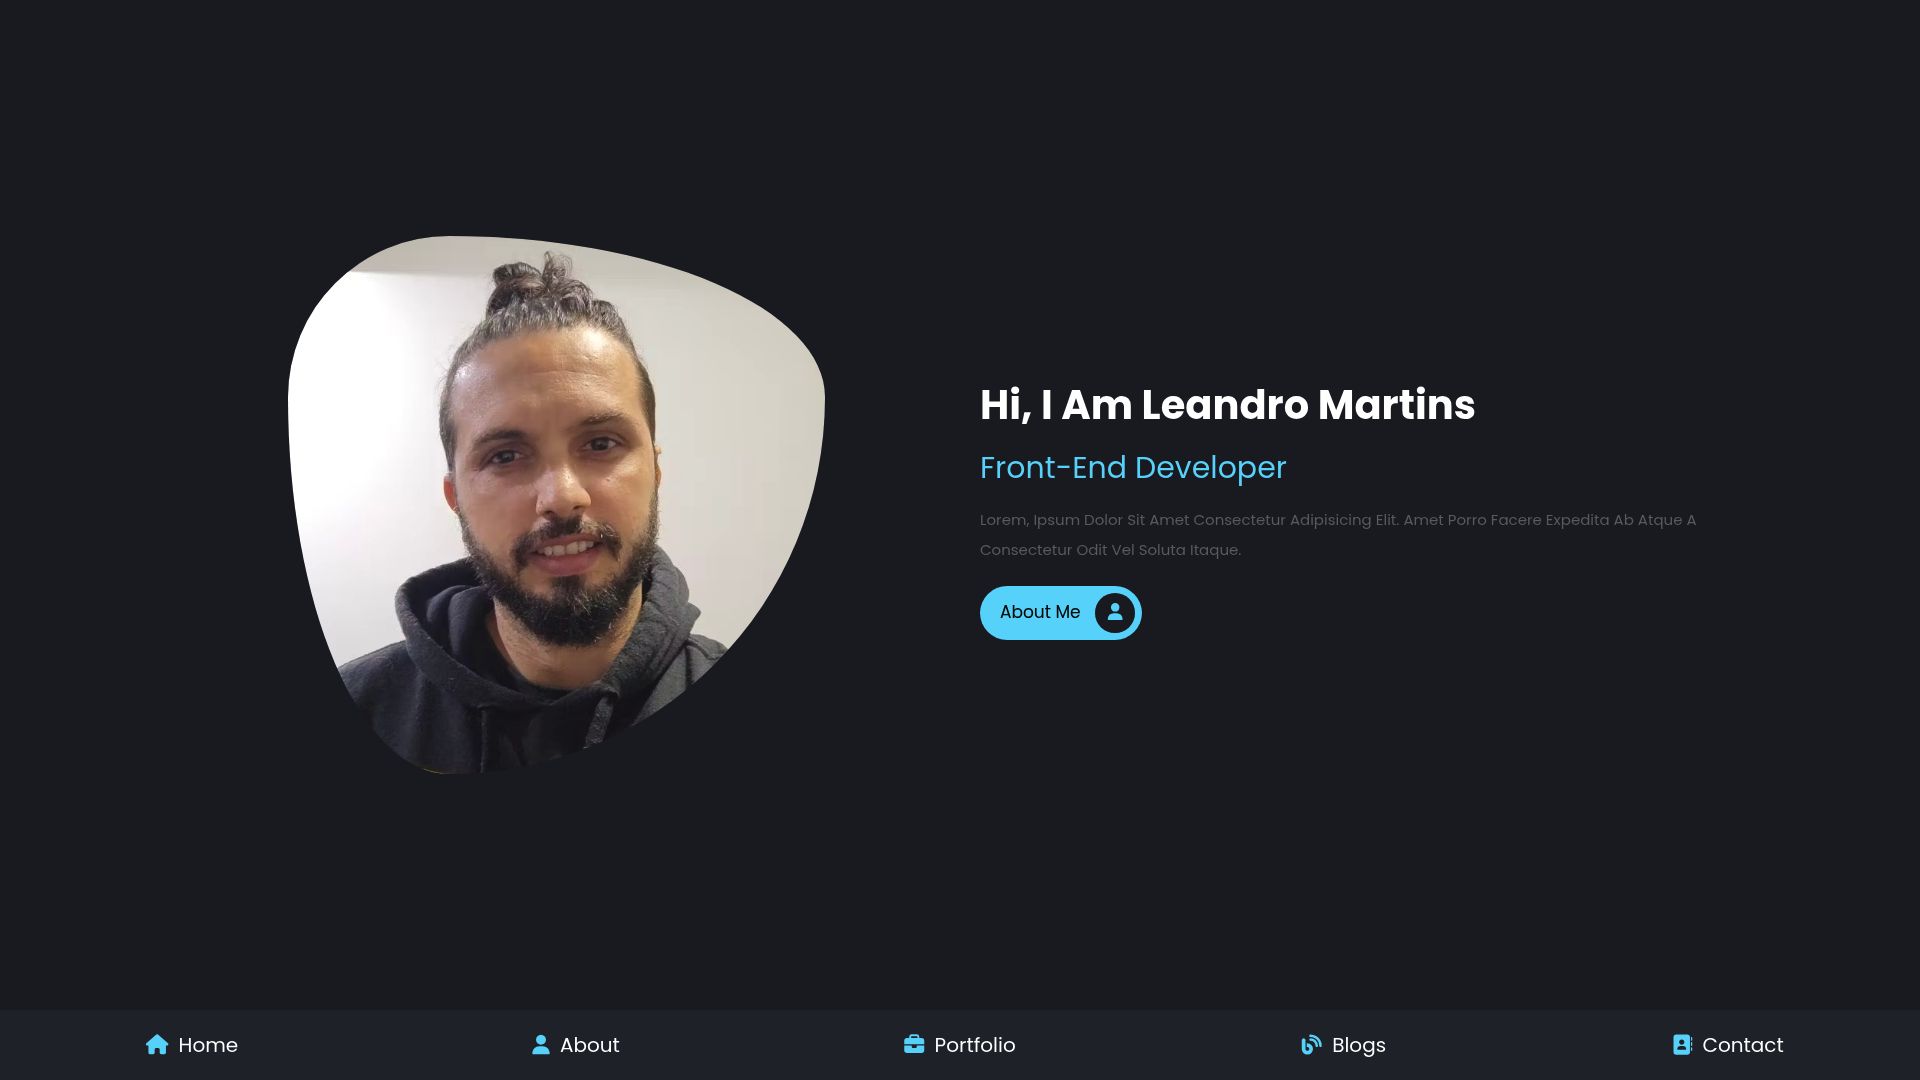 Hi, I Am Leandro Martins
Front-End Developer
Lorem, Ipsum Dolor Sit Amet Consectetur Adipisicing Elit. Amet Porro Facere Expedita Ab Atque A
Consectetur Odit Vel Soluta Itaque.
About Me
Home
About
Portfolio
Blogs
Contact